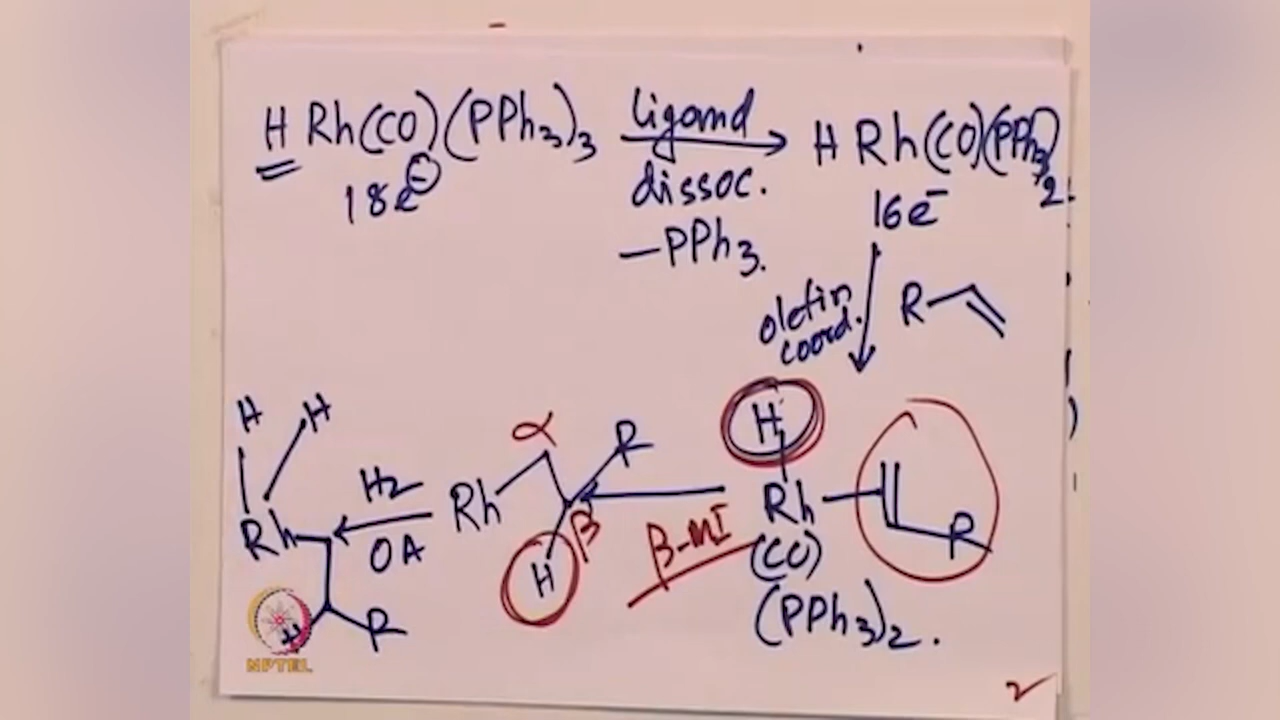 H Rh(CO)(PPh₃)₃ ligand dissoc. –PPh₃. H Rh(CO)(PPh₃)₂.
18e⁻ 16e⁻
olefin coord. R
H H H₂ OA Rh α R β H β-MI H Rh R
Rh H R (CO)
(PPh₃)₂.
NPTEL
2